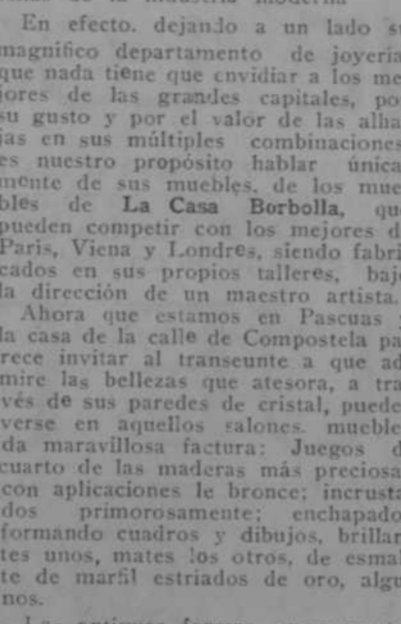 En efecto. dejando a un lado su
magnifico departamento de joyeria
que nada tiene que envidiar a los me
jores de las grandes capitales, po
su gusto y por el valor de las alha
jas en sus múltiples combinaciones
es nuestro propósito hablar única
mente de sus muebles. de los mue
bles de La Casa Borbolla, qu
pueden competir con los mejores d
Paris, Viena y Londres, siendo fabri
cados en sus propios talleres, baj
la dirección de un maestro artista.
Ahora que estamos en Pascuas
la casa de la calle de Compostela pa
rece invitar al transeunte a que ad
mire las bellezas que atesora, a tra
vés de sus paredes de cristal, puede
verse en aquellos salones. mueble
da maravillosa factura: Juegos d
cuarto de las maderas más preciosa
con aplicaciones le bronce; incrusta
dos primorosamente; enchapado
formando cuadros y dibujos, brillan
tes unos, mates los otros, de esmal
te de marfil estriados de oro, algu
nos.